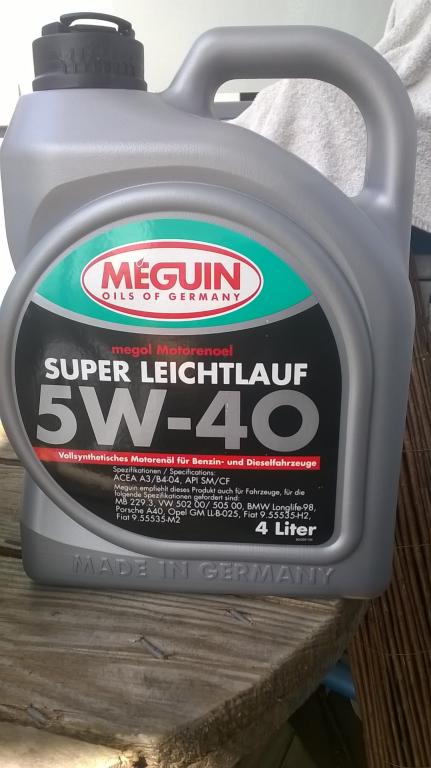 MEGUIN
OILS OF GERMANY
megol Motorenoel
SUPER LEICHTLAUF
5W-40
Vollsynthetisches Motorenöl für Benzin- und Dieselfahrzeuge
Spezifikationen / Specifications:
ACEA A3/B4-04, API SM/CF
Meguin empfiehlt dieses Produkt auch für Fahrzeuge, für die
folgende Spezifikationen gefordert sind:
MB 229.3, VW 502 00/ 505 00, BMW Longlife-98,
Porsche A40, Opel GM LL-B-025, Fiat 9.55535-H2,
Fiat 9.55535-M2
4 Liter
MADE IN GERMANY